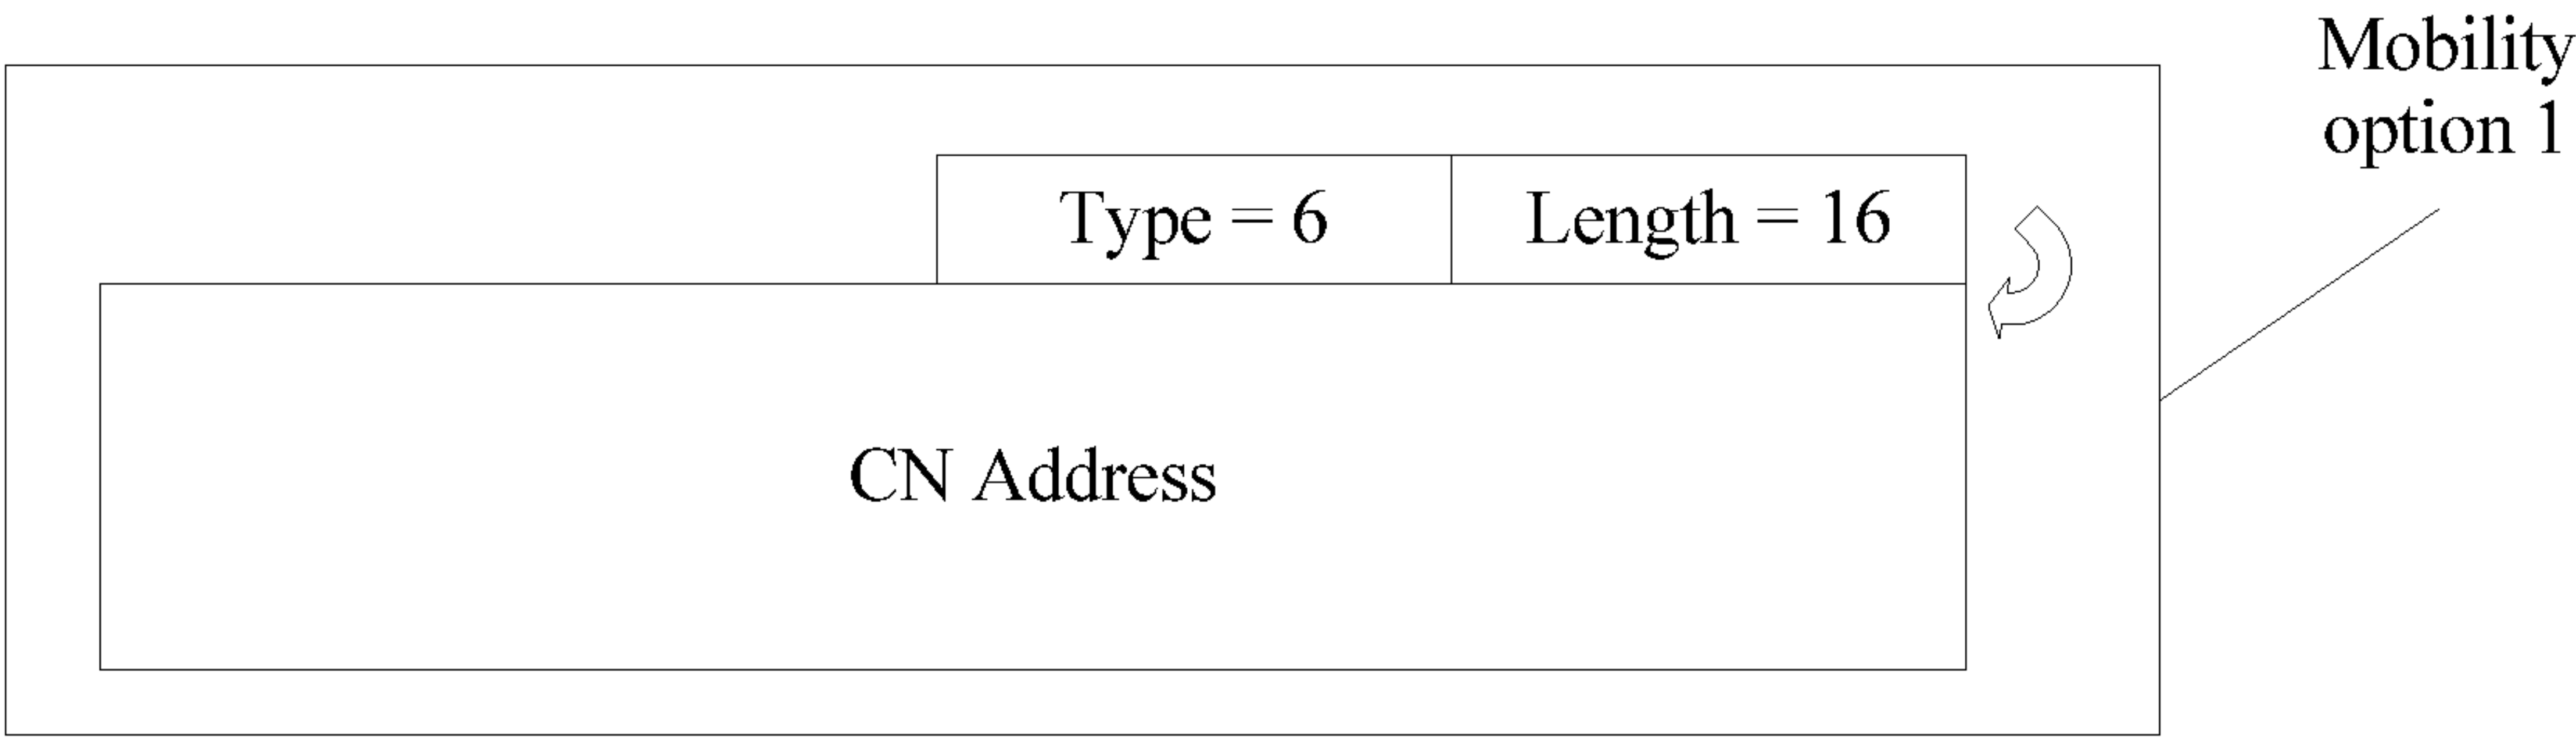 Mobility
option 1
Type = 6
Length = 16
CN Address